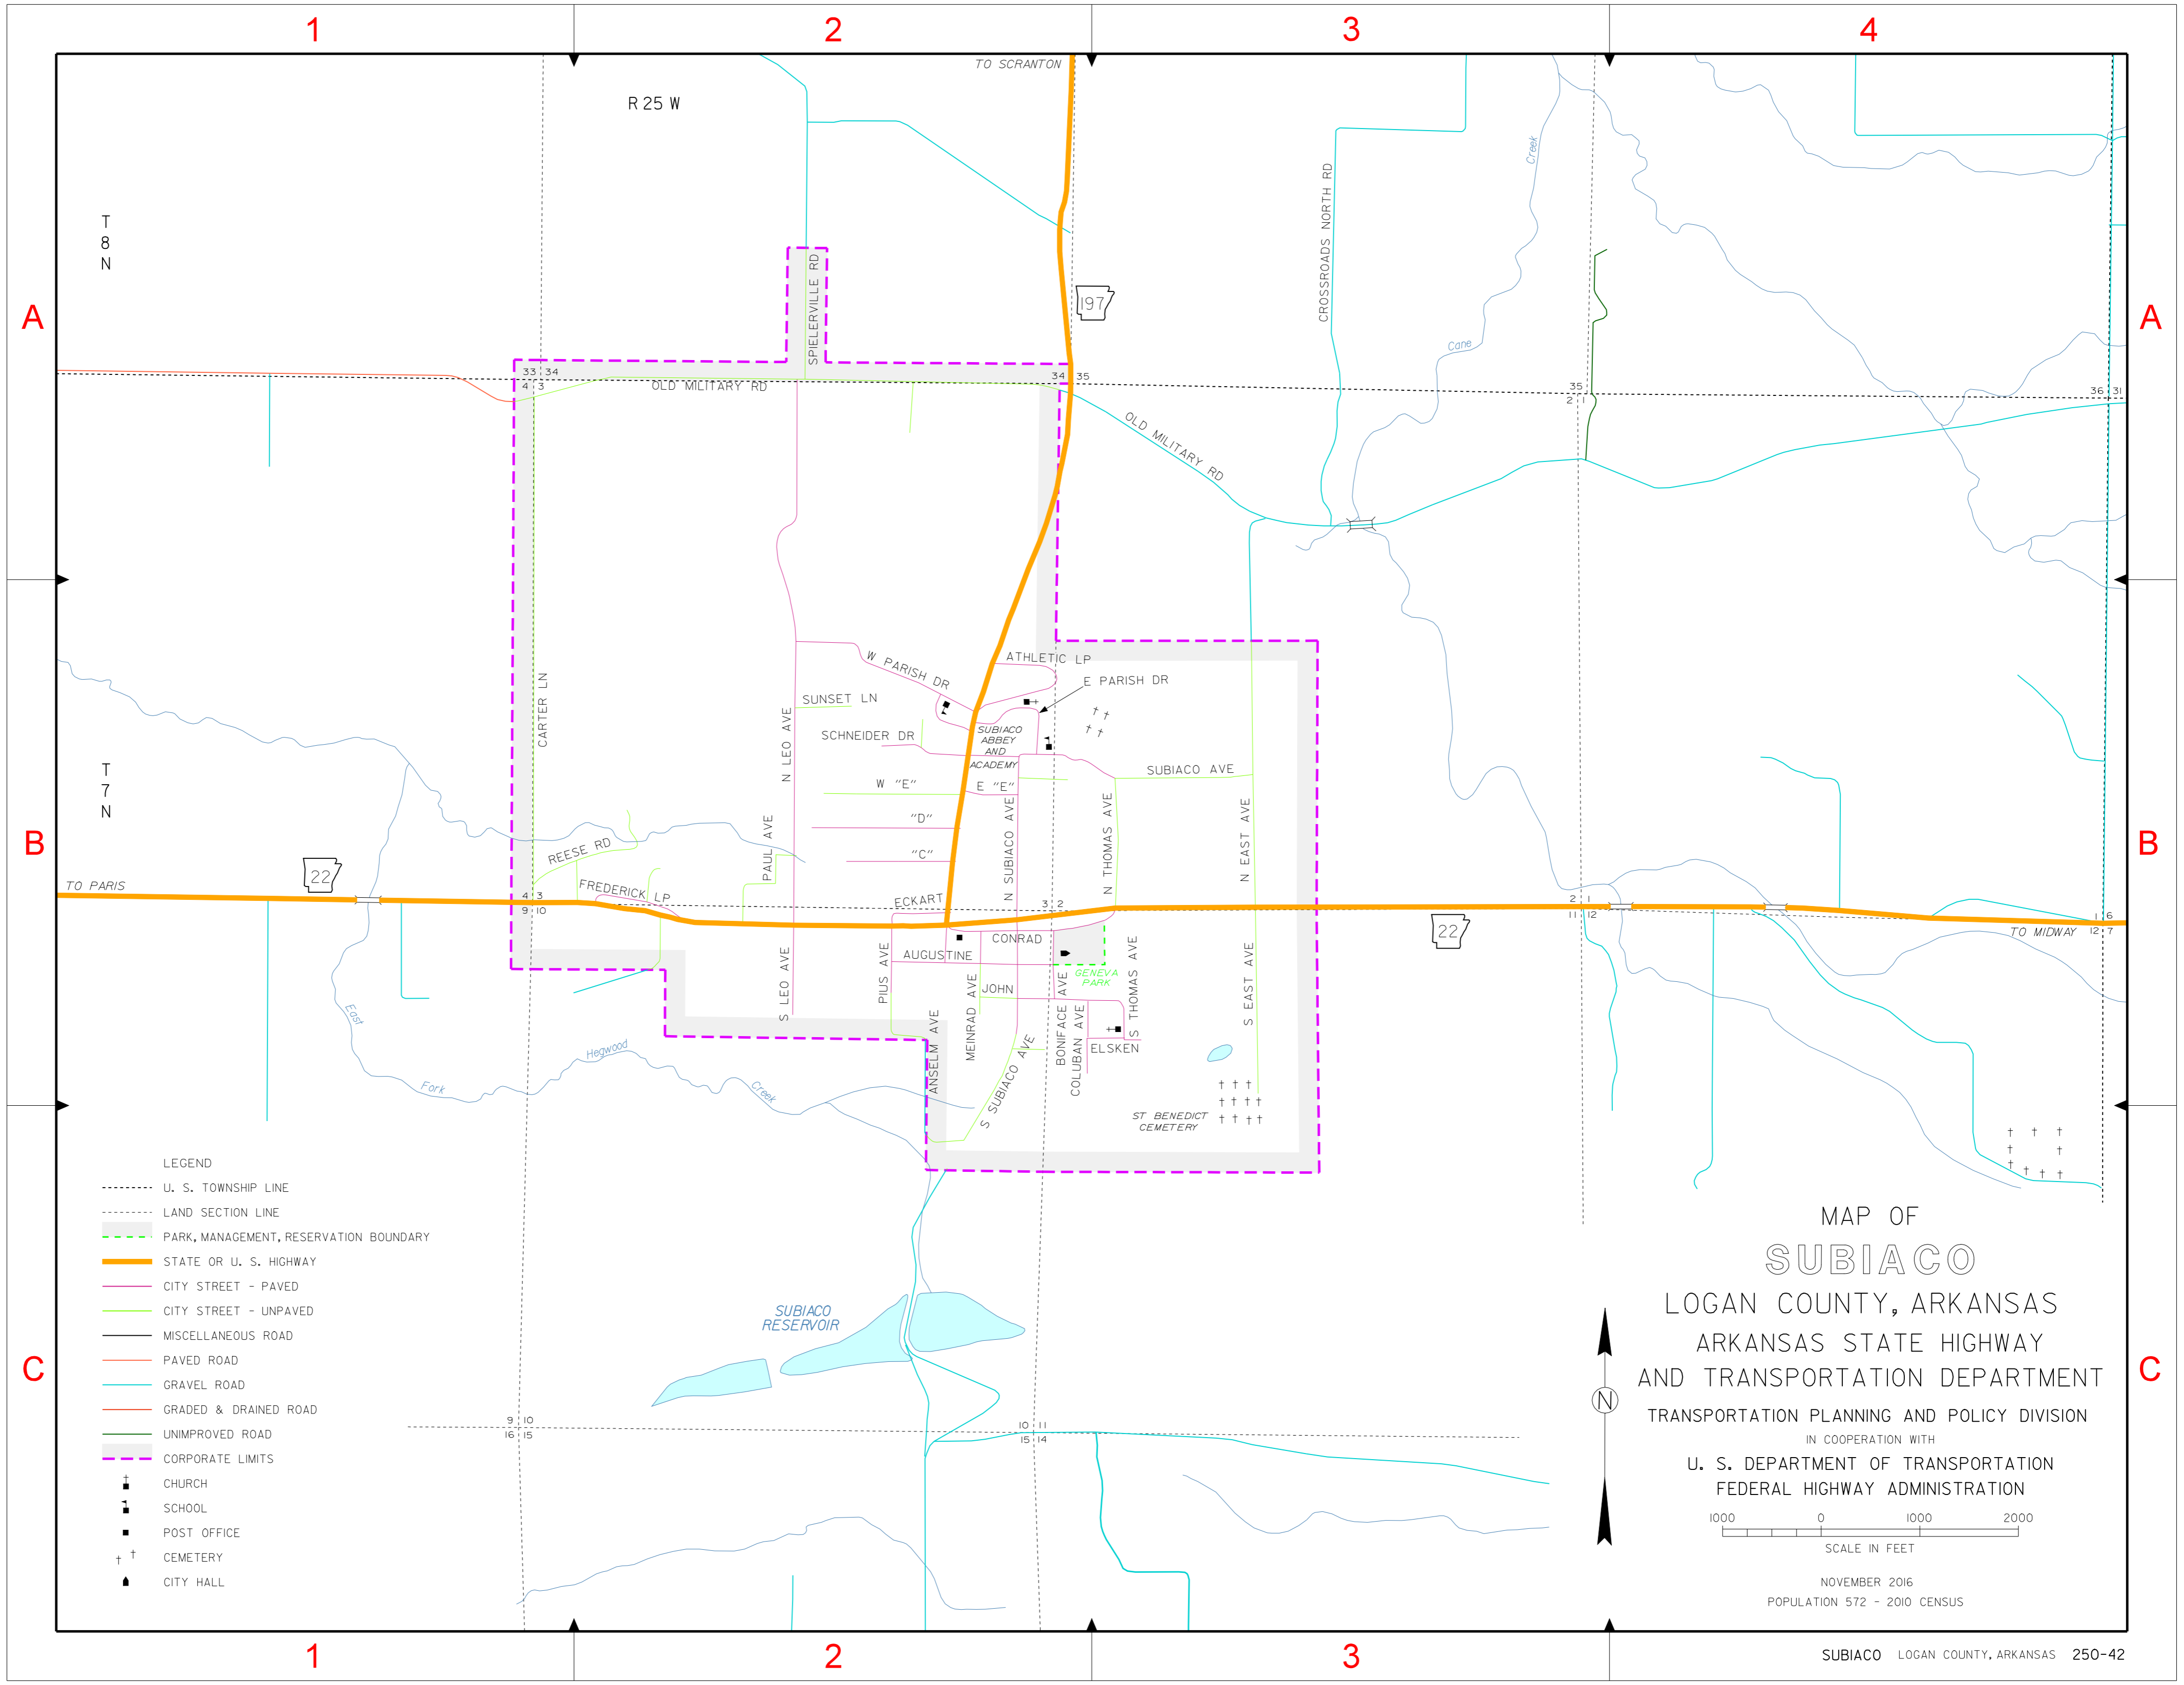 1 2 3 4
TO SCRANTON
R 25 W
T
8
N
CROSSROADS NORTH RD
Creek
SPIELERVILLE RD
197
A
A
Cane
33 34
4 3
OLD MILITARY RD
34 35
35
2 1
36 31
OLD MILITARY RD
ATHLETIC LP
W PARISH DR
E PARISH DR
CARTER LN
SUNSET LN
N LEO AVE
SCHNEIDER DR
SUBIACO
ABBEY
AND
ACADEMY
SUBIACO AVE
T
7
N
W "E"
E "E"
"D"
"C"
N SUBIACO AVE
N THOMAS AVE
N EAST AVE
PAUL AVE
B
B
REESE RD
22
TO PARIS
FREDERICK LP
4 3
9 10
ECKART
3 2
2 1
11 12
1 6
12 7
22
TO MIDWAY
CONRAD
AUGUSTINE
PIUS AVE
S LEO AVE
GENEVA
PARK
S THOMAS AVE
S EAST AVE
MEINRAD AVE
JOHN
BONIFACE AVE
COLUBAN AVE
ELSKEN
ANSELM AVE
S SUBIACO AVE
East
Fork
Hegwood
Creek
ST BENEDICT
CEMETERY
LEGEND
U. S. TOWNSHIP LINE
LAND SECTION LINE
PARK, MANAGEMENT, RESERVATION BOUNDARY
STATE OR U. S. HIGHWAY
CITY STREET - PAVED
CITY STREET - UNPAVED
MISCELLANEOUS ROAD
PAVED ROAD
GRAVEL ROAD
GRADED & DRAINED ROAD
UNIMPROVED ROAD
CORPORATE LIMITS
CHURCH
SCHOOL
POST OFFICE
CEMETERY
CITY HALL
SUBIACO
RESERVOIR
C
C
9 10
16 15
10 11
15 14
MAP OF
SUBIACO
LOGAN COUNTY, ARKANSAS
ARKANSAS STATE HIGHWAY
AND TRANSPORTATION DEPARTMENT
TRANSPORTATION PLANNING AND POLICY DIVISION
IN COOPERATION WITH
U. S. DEPARTMENT OF TRANSPORTATION
FEDERAL HIGHWAY ADMINISTRATION
N
1000 0 1000 2000
SCALE IN FEET
NOVEMBER 2016
POPULATION 572 - 2010 CENSUS
1 2 3
SUBIACO LOGAN COUNTY, ARKANSAS 250-42